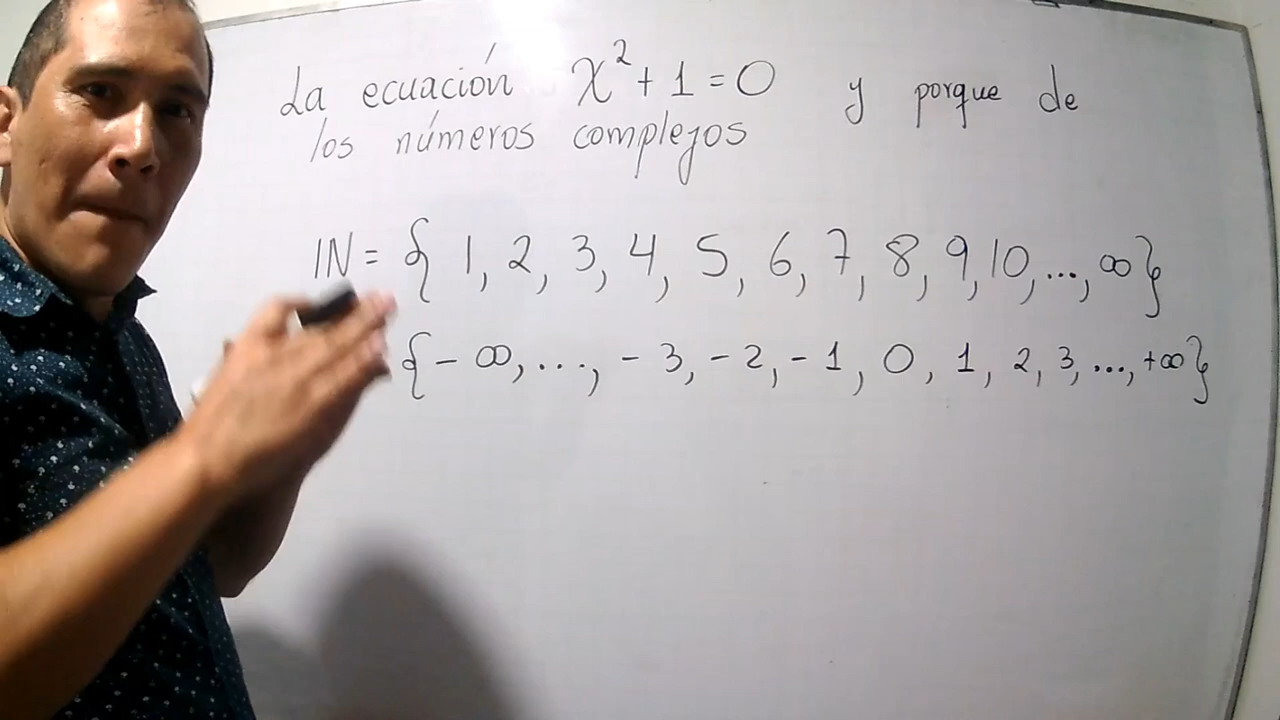 La ecuación x² + 1 = 0 y porque de
los números complejos
IN = { 1, 2, 3, 4, 5, 6, 7, 8, 9, 10, ..., ∞ }
{ - ∞, ..., - 3, - 2, - 1, 0, 1, 2, 3, ..., +∞ }